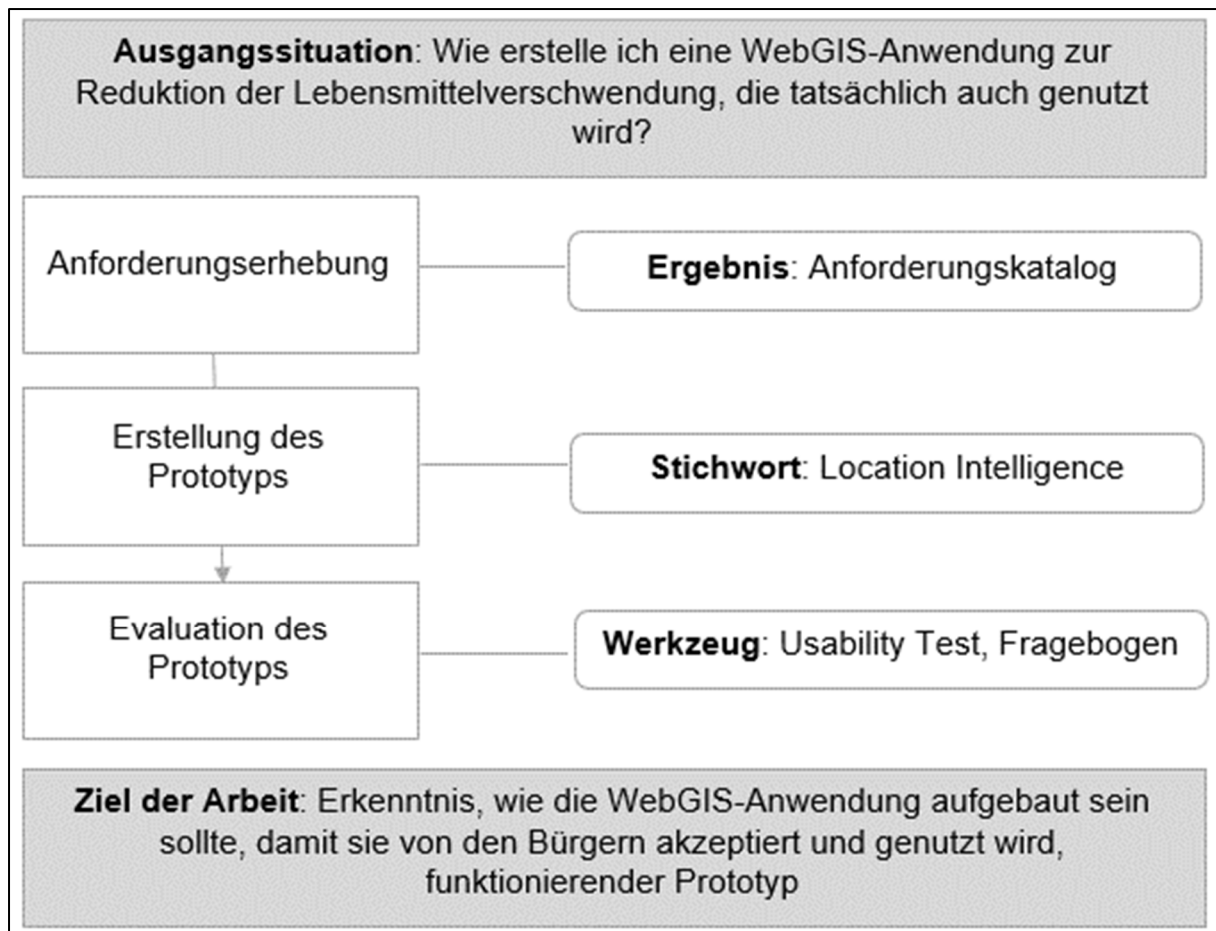 Ausgangssituation: Wie erstelle ich eine WebGIS-Anwendung zur
Reduktion der Lebensmittelverschwendung, die tatsächlich auch genutzt
wird?
Anforderungserhebung
Ergebnis: Anforderungskatalog
Erstellung des
Prototyps
Stichwort: Location Intelligence
Evaluation des
Prototyps
Werkzeug: Usability Test, Fragebogen
Ziel der Arbeit: Erkenntnis, wie die WebGIS-Anwendung aufgebaut sein
sollte, damit sie von den Bürgern akzeptiert und genutzt wird,
funktionierender Prototyp